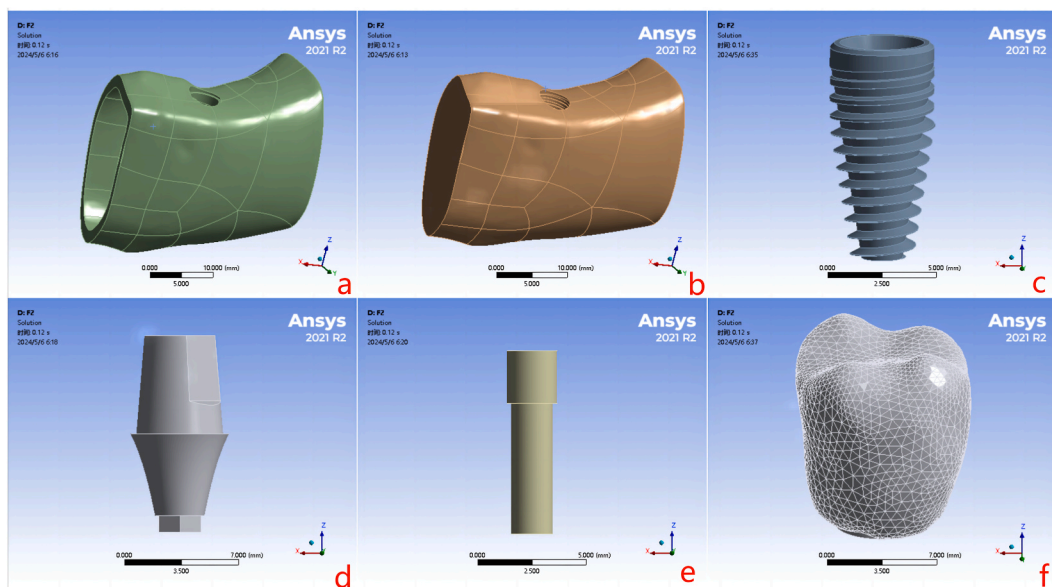 D: F2
Solution
时间: 0.12 s
2024/5/6 6:16
Ansys
2021 R2
Z
X
Y
0.000
10.000 (mm)
5.000
a
D: F2
Solution
时间: 0.12 s
2024/5/6 6:13
Ansys
2021 R2
Z
X
Y
0.000
10.000 (mm)
5.000
b
D: F2
Solution
时间: 0.12 s
2024/5/6 6:35
Ansys
2021 R2
Z
X
0.000
5.000 (mm)
2.500
c
D: F2
Solution
时间: 0.12 s
2024/5/6 6:18
Ansys
2021 R2
Z
X
0.000
7.000 (mm)
3.500
d
D: F2
Solution
时间: 0.12 s
2024/5/6 6:20
Ansys
2021 R2
Z
X
0.000
5.000 (mm)
2.500
e
D: F2
Solution
时间: 0.12 s
2024/5/6 6:37
Ansys
2021 R2
Z
X
0.000
7.000 (mm)
3.500
f